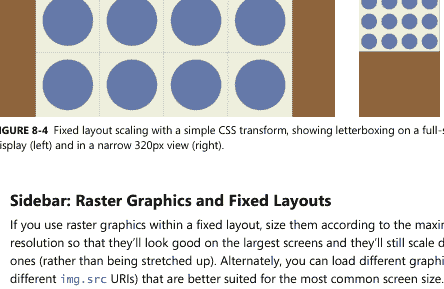 GURE 8-4 Fixed layout scaling with a simple CSS transform, showing letterboxing on a full-s
isplay (left) and in a narrow 320px view (right).
Sidebar: Raster Graphics and Fixed Layouts
If you use raster graphics within a fixed layout, size them according to the maxi
resolution so that they'll look good on the largest screens and they'll still scale d
ones (rather than being stretched up). Alternately, you can load different graphi
different img.src URIs) that are better suited for the most common screen size.